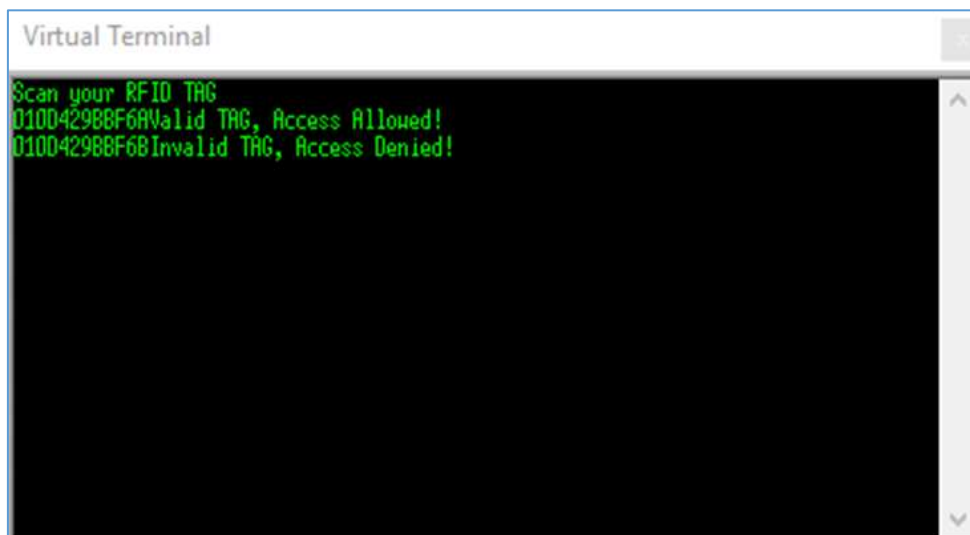 Virtual Terminal
Scan your RFID TAG
010D429BBF6AValid TAG, Access Allowed!
010D429BBF6BInvalid TAG, Access Denied!